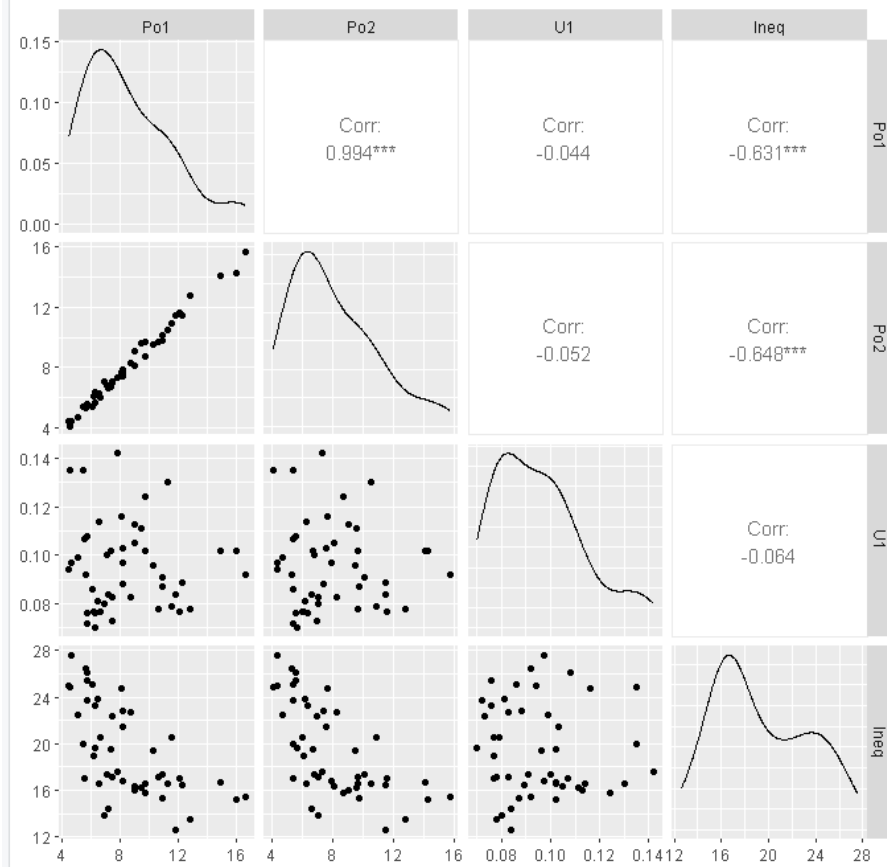 Po1 Po2 U1 Ineq
0.15
0.10
0.05
0.00
Corr:
0.994***
Corr:
-0.044
Corr:
-0.631***
Po1
16
12
8
4
Corr:
-0.052
Corr:
-0.648***
Po2
0.14
0.12
0.10
0.08
Corr:
-0.064
U1
28
24
20
16
12
Ineq
4 8 12 16 4 8 12 16 0.08 0.10 0.12 0.14 12 16 20 24 28